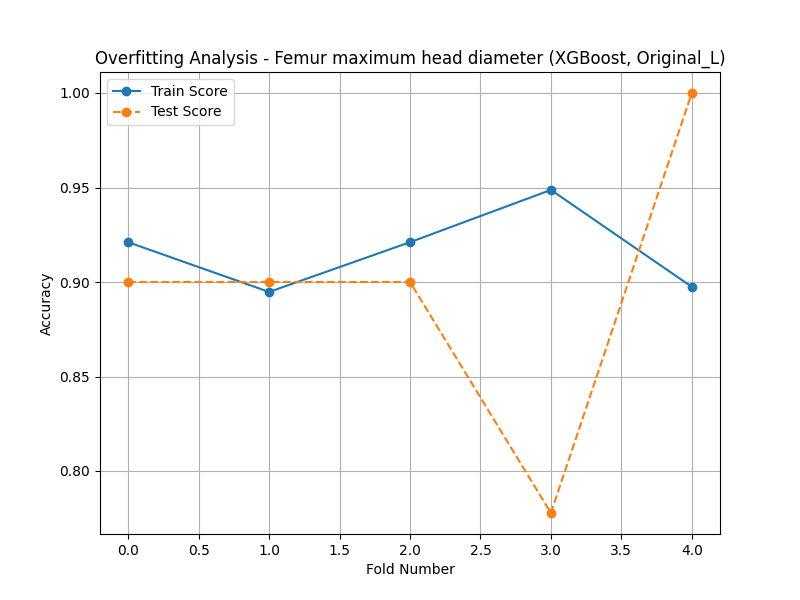 Overfitting Analysis - Femur maximum head diameter (XGBoost, Original_L)
Train Score
Test Score
1.00
0.95
0.90
0.85
0.80
Accuracy
0.0 0.5 1.0 1.5 2.0 2.5 3.0 3.5 4.0
Fold Number